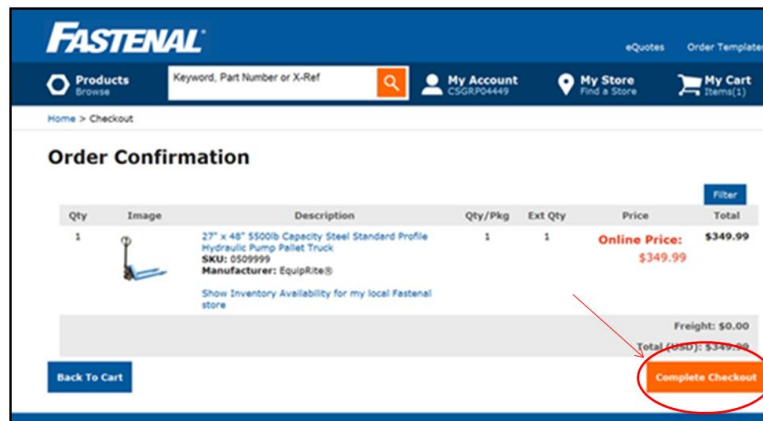 FASTENAL
eQuotes Order Templates
Products
Browse
Keyword, Part Number or X-Ref
My Account
CSGRP04449
My Store
Find a Store
My Cart
Items(1)
Home > Checkout
Order Confirmation
Filter
Qty Image Description Qty/Pkg Ext Qty Price Total
1 27" x 48" 5500lb Capacity Steel Standard Profile 1 1 Online Price: $349.99
Hydraulic Pump Pallet Truck $349.99
SKU: 0509999
Manufacturer: EquipRite®
Show Inventory Availability for my local Fastenal
store
Freight: $0.00
Total (USD): $349.99
Back To Cart Complete Checkout